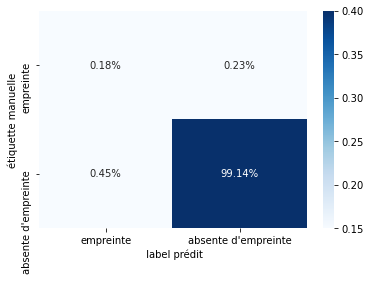 étiquette manuelle
empreinte
absente d'empreinte
0.18%
0.23%
0.45%
99.14%
empreinte
absente d'empreinte
label prédit
0.40
0.35
0.30
0.25
0.20
0.15